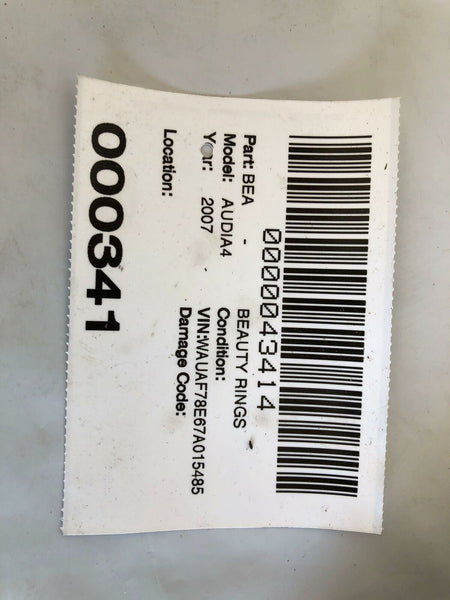 0000043414
Part: BEA - BEAUTY RINGS
Model: AUDIA4 Condition:
Year: 2007 VIN:WAUAF78E67A015485
Damage Code:
Location:
000341